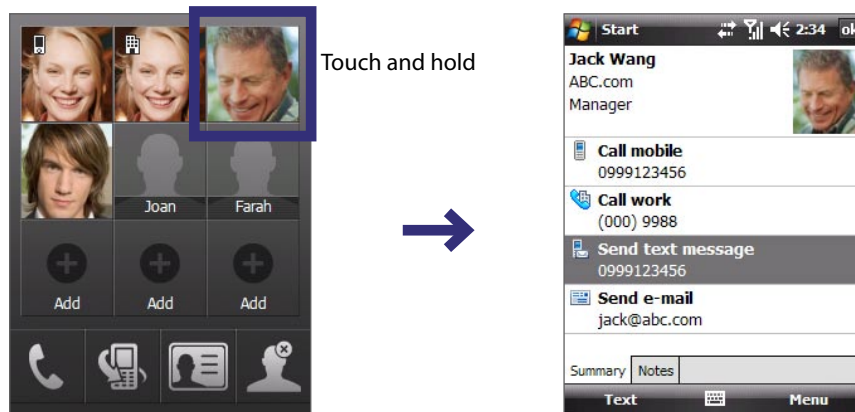 Touch and hold
Joan Farah
Add Add Add
Start 2:34 ok
Jack Wang
ABC.com
Manager
Call mobile
0999123456
Call work
(000) 9988
Send text message
0999123456
Send e-mail
jack@abc.com
Summary Notes
Text Menu